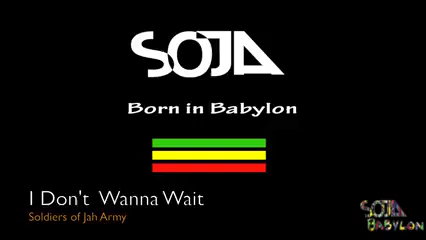 SOJA
Born in Babylon
I Don't Wanna Wait
Soldiers of Jah Army
SOJA
BABYLON